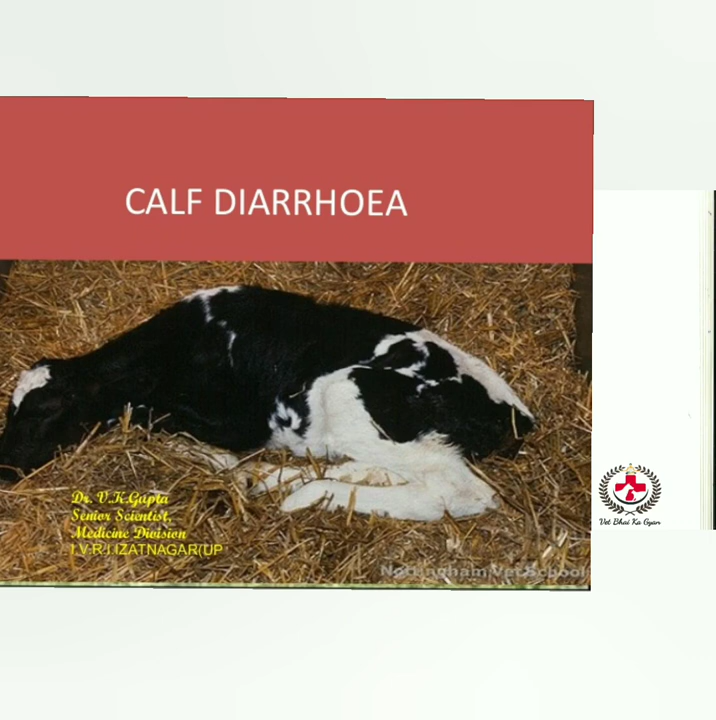 CALF DIARRHOEA
Dr. V.K.Gupta
Senior Scientist,
Medicine Division
I.V.R.I.IZATNAGAR(UP
Nottingham Vet School
Vet Bhai Ka Gyan